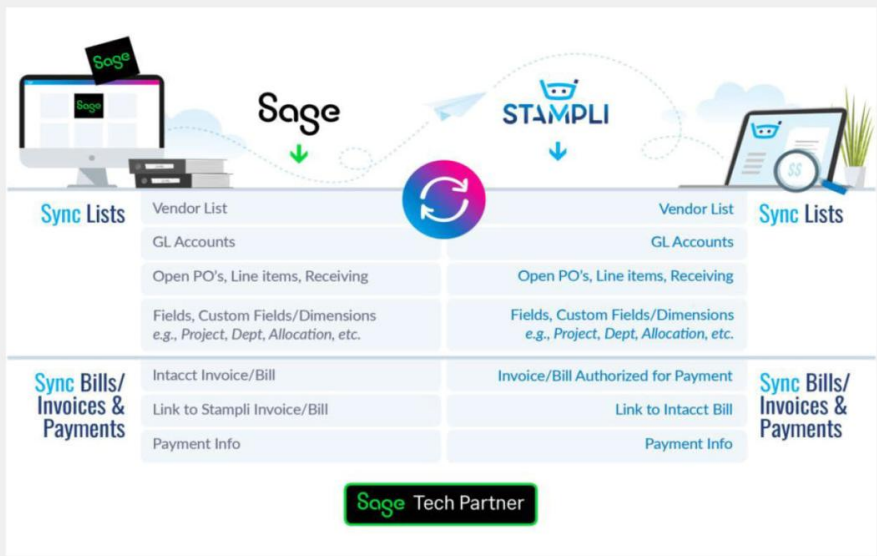 Sage
Sage
Sage
STAMPLI
$$
Sync Lists
Vendor List
Vendor List
Sync Lists
GL Accounts
GL Accounts
Open PO's, Line items, Receiving
Open PO's, Line items, Receiving
Fields, Custom Fields/Dimensions
e.g., Project, Dept, Allocation, etc.
Fields, Custom Fields/Dimensions
e.g., Project, Dept, Allocation, etc.
Sync Bills/
Invoices &
Payments
Intacct Invoice/Bill
Invoice/Bill Authorized for Payment
Sync Bills/
Invoices &
Payments
Link to Stampli Invoice/Bill
Link to Intacct Bill
Payment Info
Payment Info
Sage Tech Partner